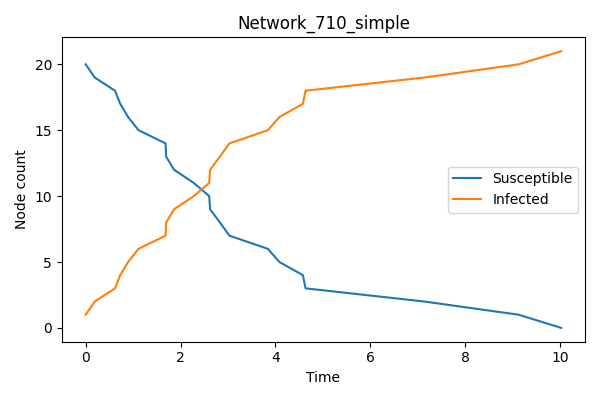 Network_710_simple
Node count
20
15
10
5
0
Susceptible
Infected
0 2 4 6 8 10
Time